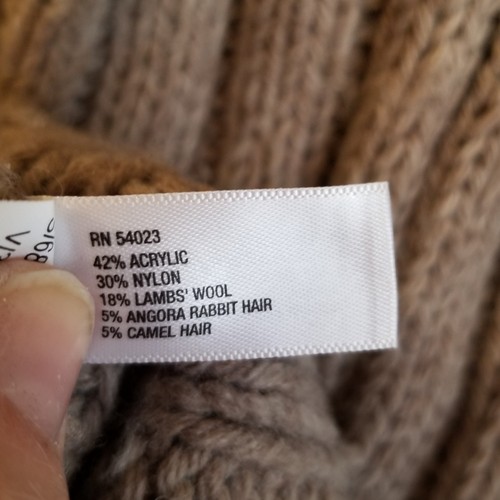 RN 54023
42% ACRYLIC
30% NYLON
18% LAMBS' WOOL
5% ANGORA RABBIT HAIR
5% CAMEL HAIR